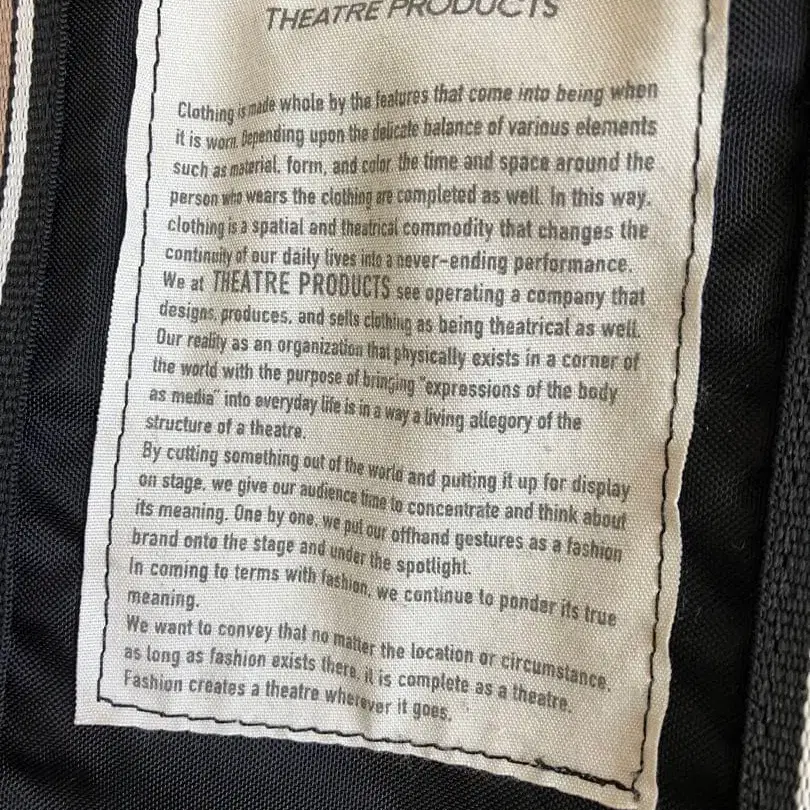 THEATRE PRODUCTS
Clothing is made whole by the features that come into being when
it is worn. Depending upon the delicate balance of various elements
such as material, form, and color the time and space around the
person who wears the clothing are completed as well. In this way,
clothing is a spatial and theatrical commodity that changes the
continuity of our daily lives into a never-ending performance.
We at THEATRE PRODUCTS see operating a company that
designs, produces, and sells clothing as being theatrical as well.
Our reality as an organization that physically exists in a corner of
the world with the purpose of bringing "expressions of the body
as media" into everyday life is in a way a living allegory of the
structure of a theatre.
By cutting something out of the world and putting it up for display
on stage, we give our audience time to concentrate and think about
its meaning. One by one, we put our offhand gestures as a fashion
brand onto the stage and under the spotlight.
In coming to terms with fashion, we continue to ponder its true
meaning.
We want to convey that no matter the location or circumstance,
as long as fashion exists there, it is complete as a theatre.
Fashion creates a theatre wherever it goes.